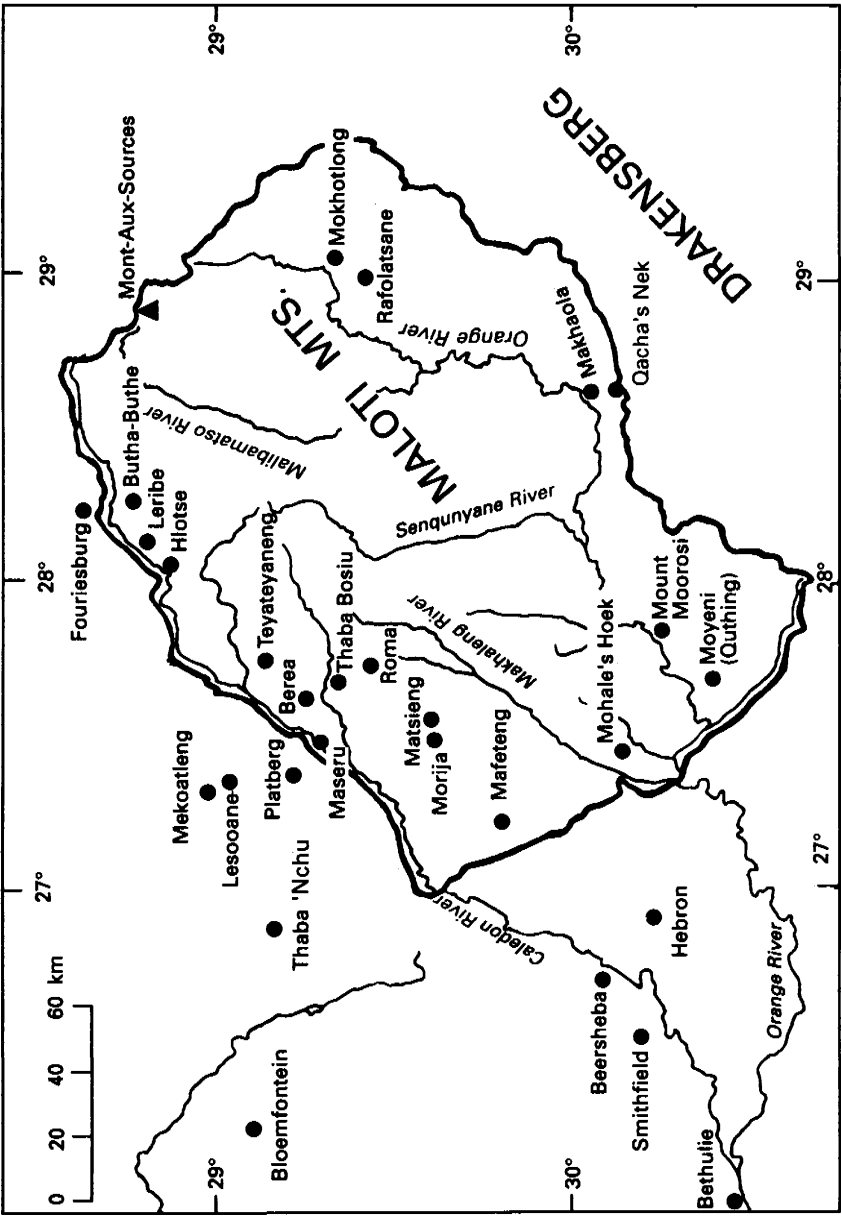 0 20 40 60 km
27°
28°
29°
Fouriesburg
Mont-Aux-Sources
Butha-Buthe
Leribe
Hlotse
Malibamatso River
Mekoatleng
Lesooane
29°
29°
Bloemfontein
Thaba 'Nchu
Platberg
Teyateyaneng
Berea
Maseru
Thaba Bosiu
Roma
MALOTI MTS.
Mokhotlong
Rafolatsane
Orange River
Senqunyane River
Matsieng
Morija
Makhaleng River
Mafeteng
Caledon River
DRAKENSBERG
Makhaola
Qacha's Nek
30°
30°
Beersheba
Smithfield
Hebron
Mohale's Hoek
Mount
Moorosi
Moyeni
(Quthing)
Bethulie
Orange River
27°
28°
29°